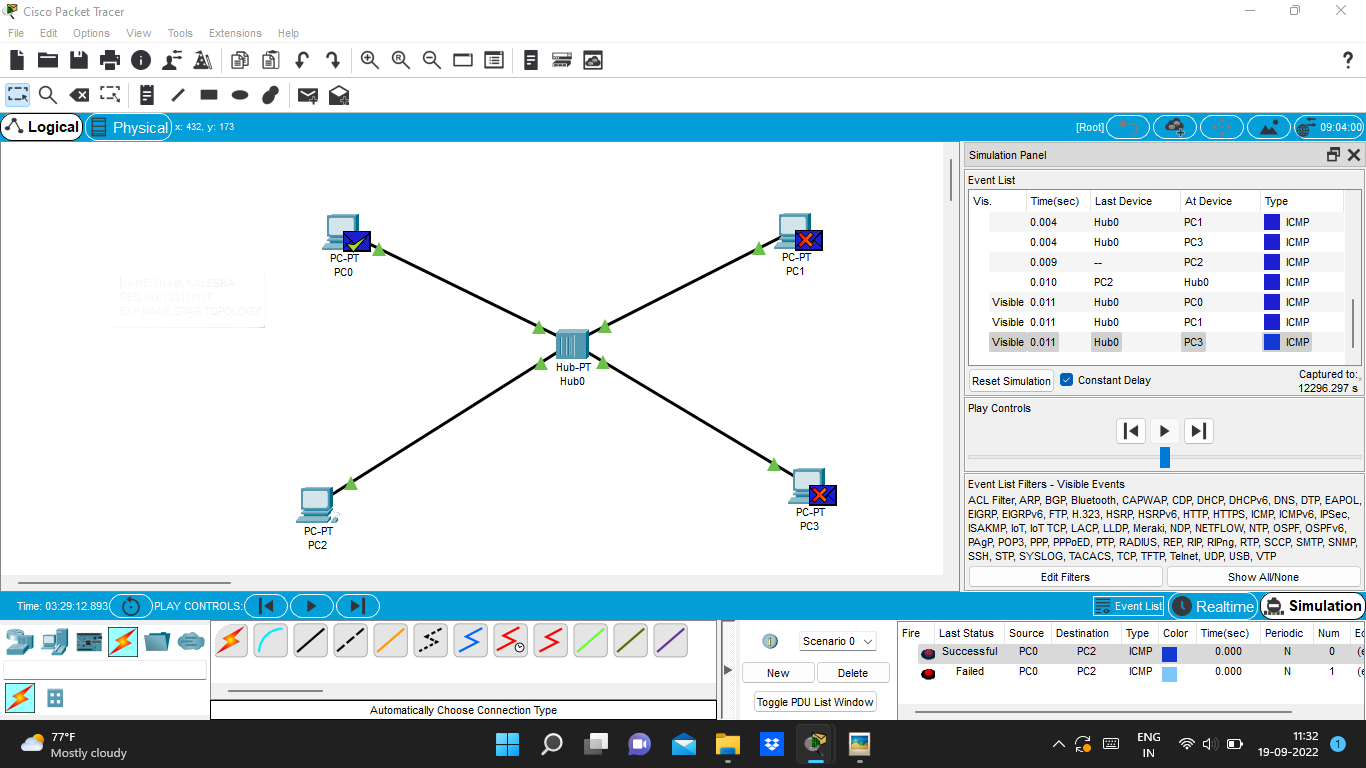 Cisco Packet Tracer
File Edit Options View Tools Extensions Help
?
Logical Physical x: 432, y: 173 [Root] 09:04:00
Simulation Panel
Event List
Vis. Time(sec) Last Device At Device Type
0.004 Hub0 PC1 ICMP
0.004 Hub0 PC3 ICMP
0.009 -- PC2 ICMP
0.010 PC2 Hub0 ICMP
Visible 0.011 Hub0 PC0 ICMP
Visible 0.011 Hub0 PC1 ICMP
Visible 0.011 Hub0 PC3 ICMP
Reset Simulation Constant Delay Captured to:
12296.297 s
Play Controls
Event List Filters - Visible Events
ACL Filter, ARP, BGP, Bluetooth, CAPWAP, CDP, DHCP, DHCPv6, DNS, DTP, EAPOL,
EIGRP, EIGRPv6, FTP, H.323, HSRP, HSRPv6, HTTP, HTTPS, ICMP, ICMPv6, IPSec,
ISAKMP, IoT, IoT TCP, LACP, LLDP, Meraki, NDP, NETFLOW, NTP, OSPF, OSPFv6,
PAgP, POP3, PPP, PPPoED, PTP, RADIUS, REP, RIP, RIPng, RTP, SCCP, SMTP, SNMP,
SSH, STP, SYSLOG, TACACS, TCP, TFTP, Telnet, UDP, USB, VTP
Edit Filters Show All/None
PC-PT
PC0
PC-PT
PC1
NAME:SHAIK KALESHA
EXP NAME:STAR TOPOLOGY
Hub-PT
Hub0
PC-PT
PC2
PC-PT
PC3
Time: 03:29:12.893 PLAY CONTROLS: Event List Realtime Simulation
Automatically Choose Connection Type
Scenario 0
New Delete
Toggle PDU List Window
Fire Last Status Source Destination Type Color Time(sec) Periodic Num
Successful PC0 PC2 ICMP 0.000 N 0 (e
Failed PC0 PC2 ICMP 0.000 N 1 (e
77°F
Mostly cloudy
ENG
IN
11:32
19-09-2022
1